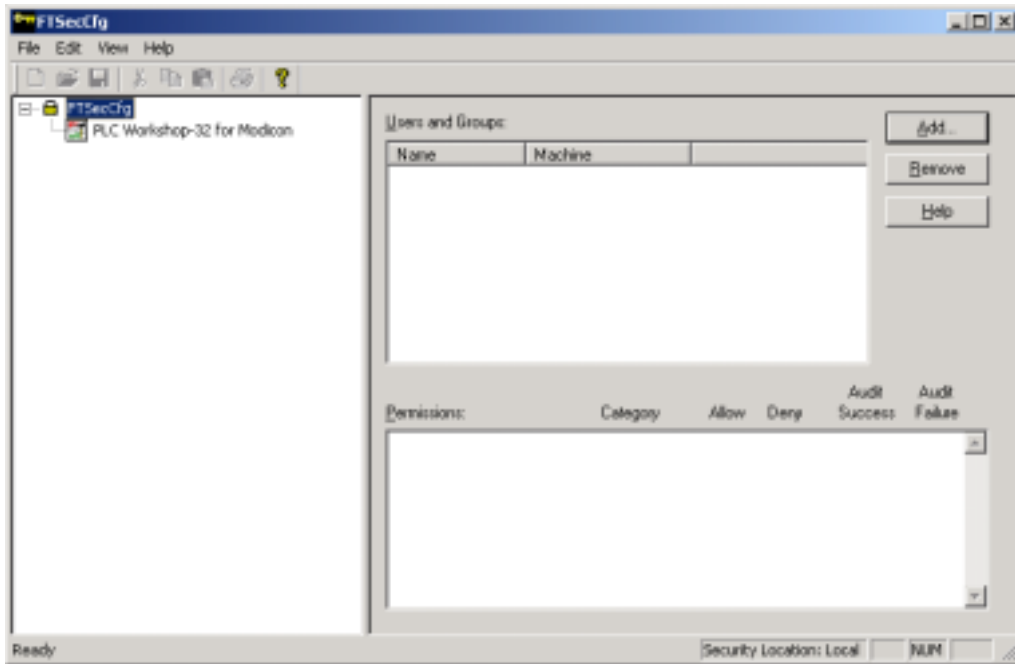 FTSecCfg
File Edit View Help
FTSecCfg
PLC Workshop-32 for Modicon
Users and Groups:
Name Machine
Add...
Remove
Help
Permissions: Category Allow Deny Audit Success Audit Failure
Ready
Security Location: Local NUM